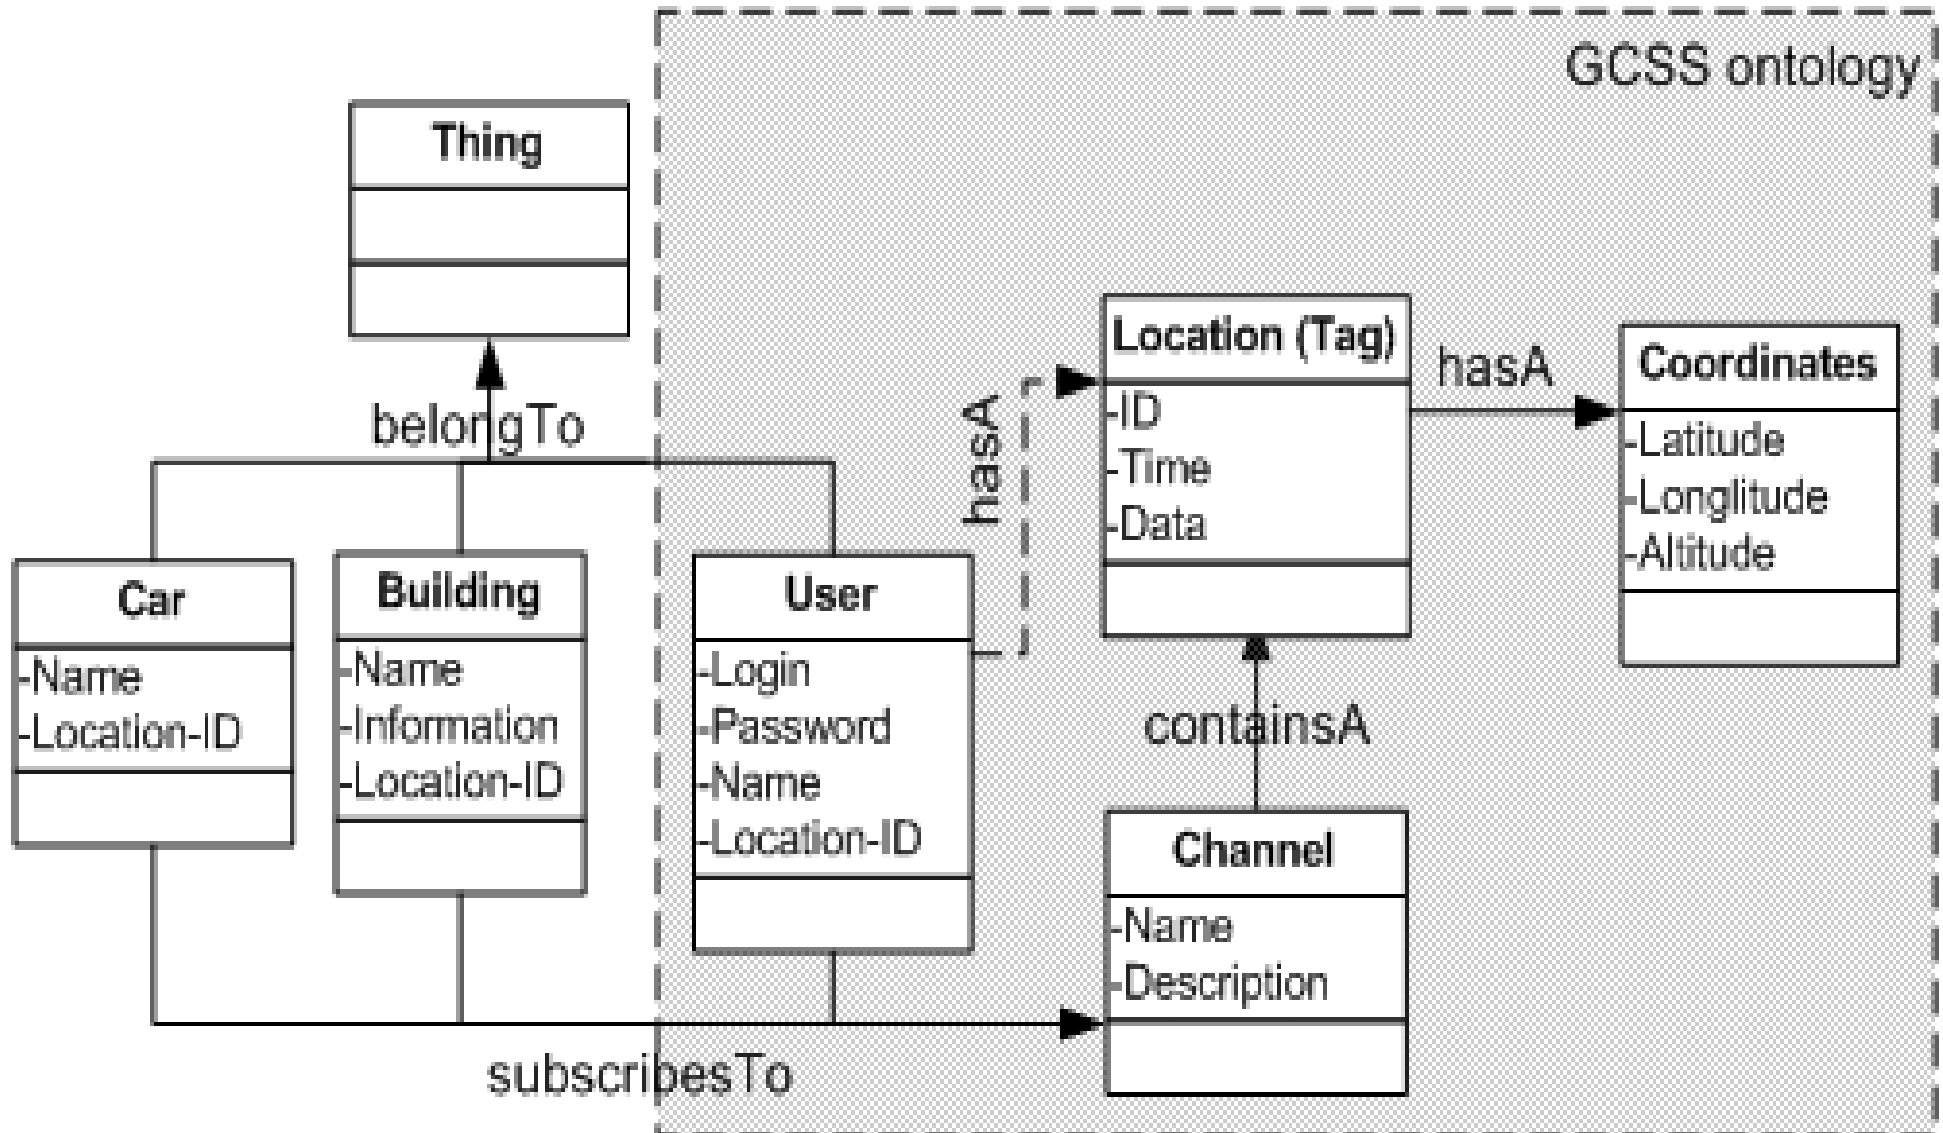 GCSS ontology
Thing
belongTo
Car
-Name
-Location-ID
Building
-Name
-Information
-Location-ID
User
-Login
-Password
-Name
-Location-ID
hasA
Location (Tag)
-ID
-Time
-Data
hasA
Coordinates
-Latitude
-Longlitude
-Altitude
containsA
Channel
-Name
-Description
subscribesTo